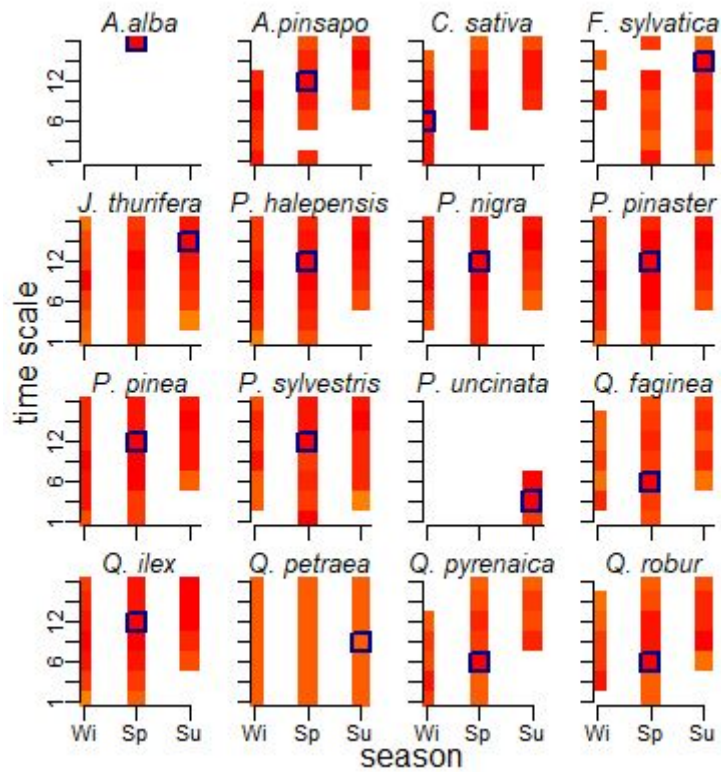 A.alba A.pinsapo C. sativa F. sylvatica
12
6
1
J. thurifera P. halepensis P. nigra P. pinaster
12
6
1
time scale
P. pinea P. sylvestris P. uncinata Q. faginea
12
6
1
Q. ilex Q. petraea Q. pyrenaica Q. robur
12
6
1
Wi Sp Su Wi Sp Su Wi Sp Su Wi Sp Su
season